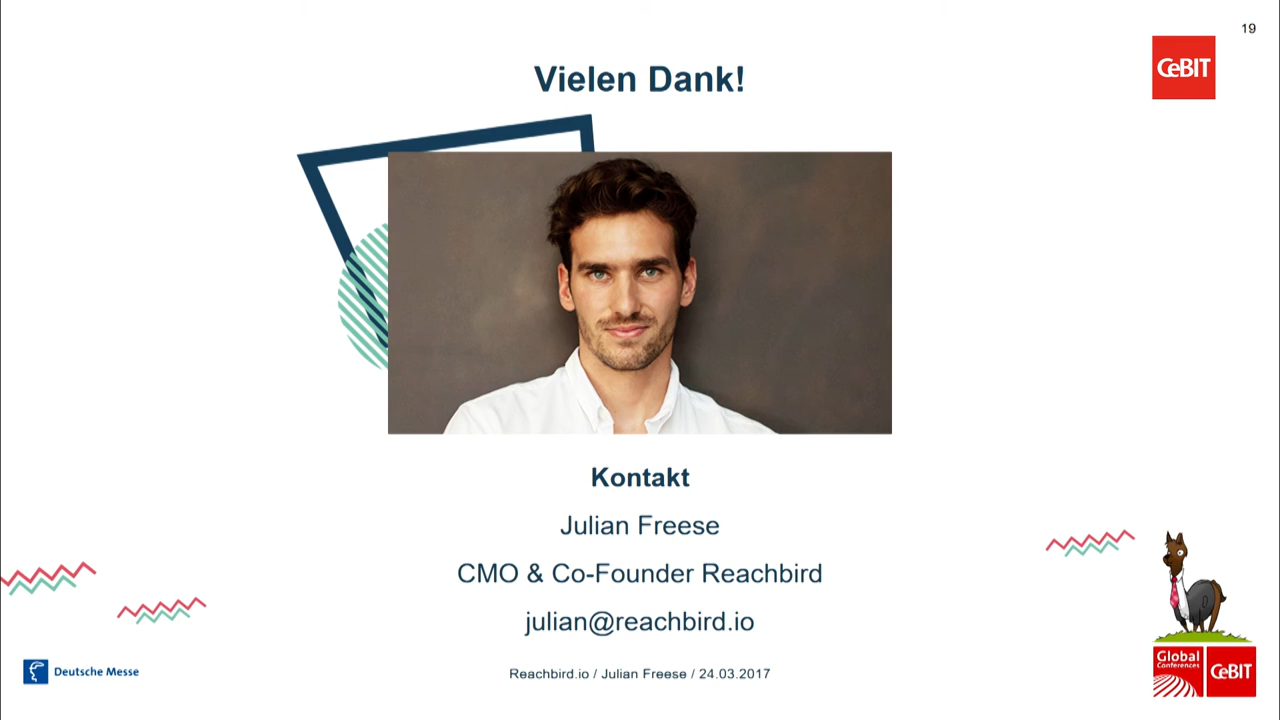 19
CeBIT
Vielen Dank!
Kontakt
Julian Freese
CMO & Co-Founder Reachbird
julian@reachbird.io
Deutsche Messe
Reachbird.io / Julian Freese / 24.03.2017
Global
Conferences
CeBIT